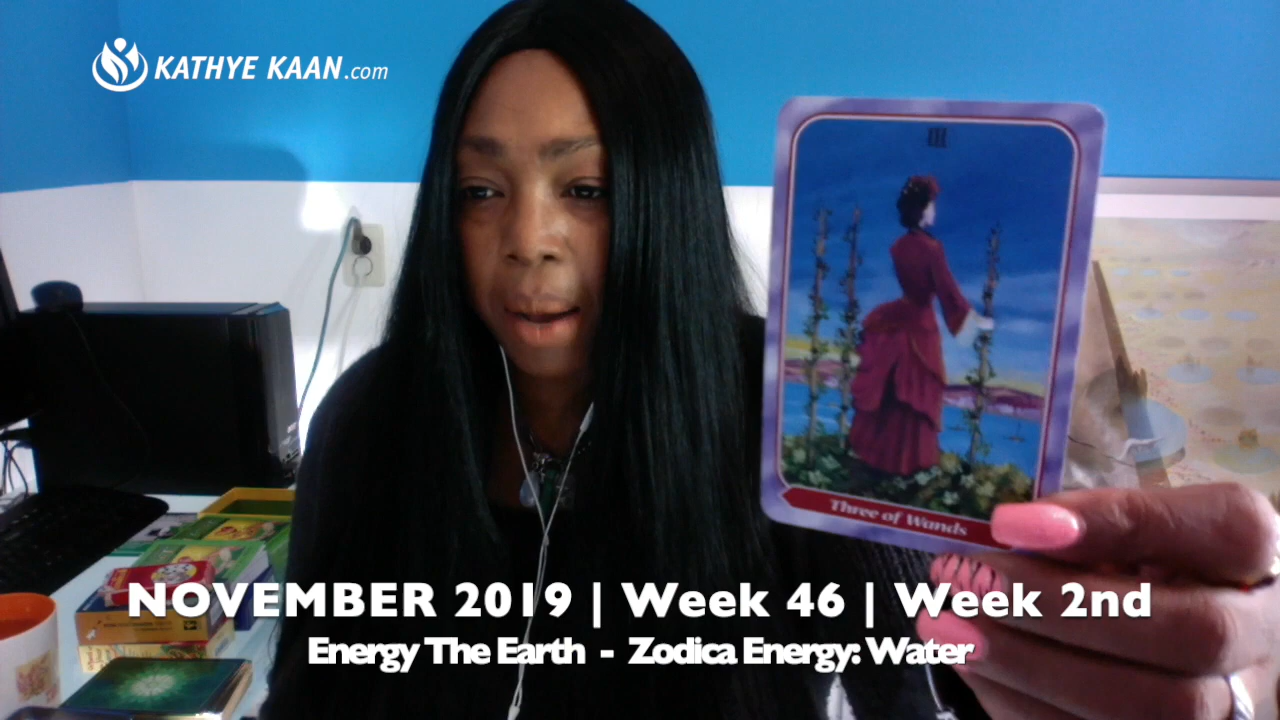 KATHYE KAAN.com
III
Three of Wands
NOVEMBER 2019 | Week 46 | Week 2nd
Energy The Earth - Zodica Energy: Water